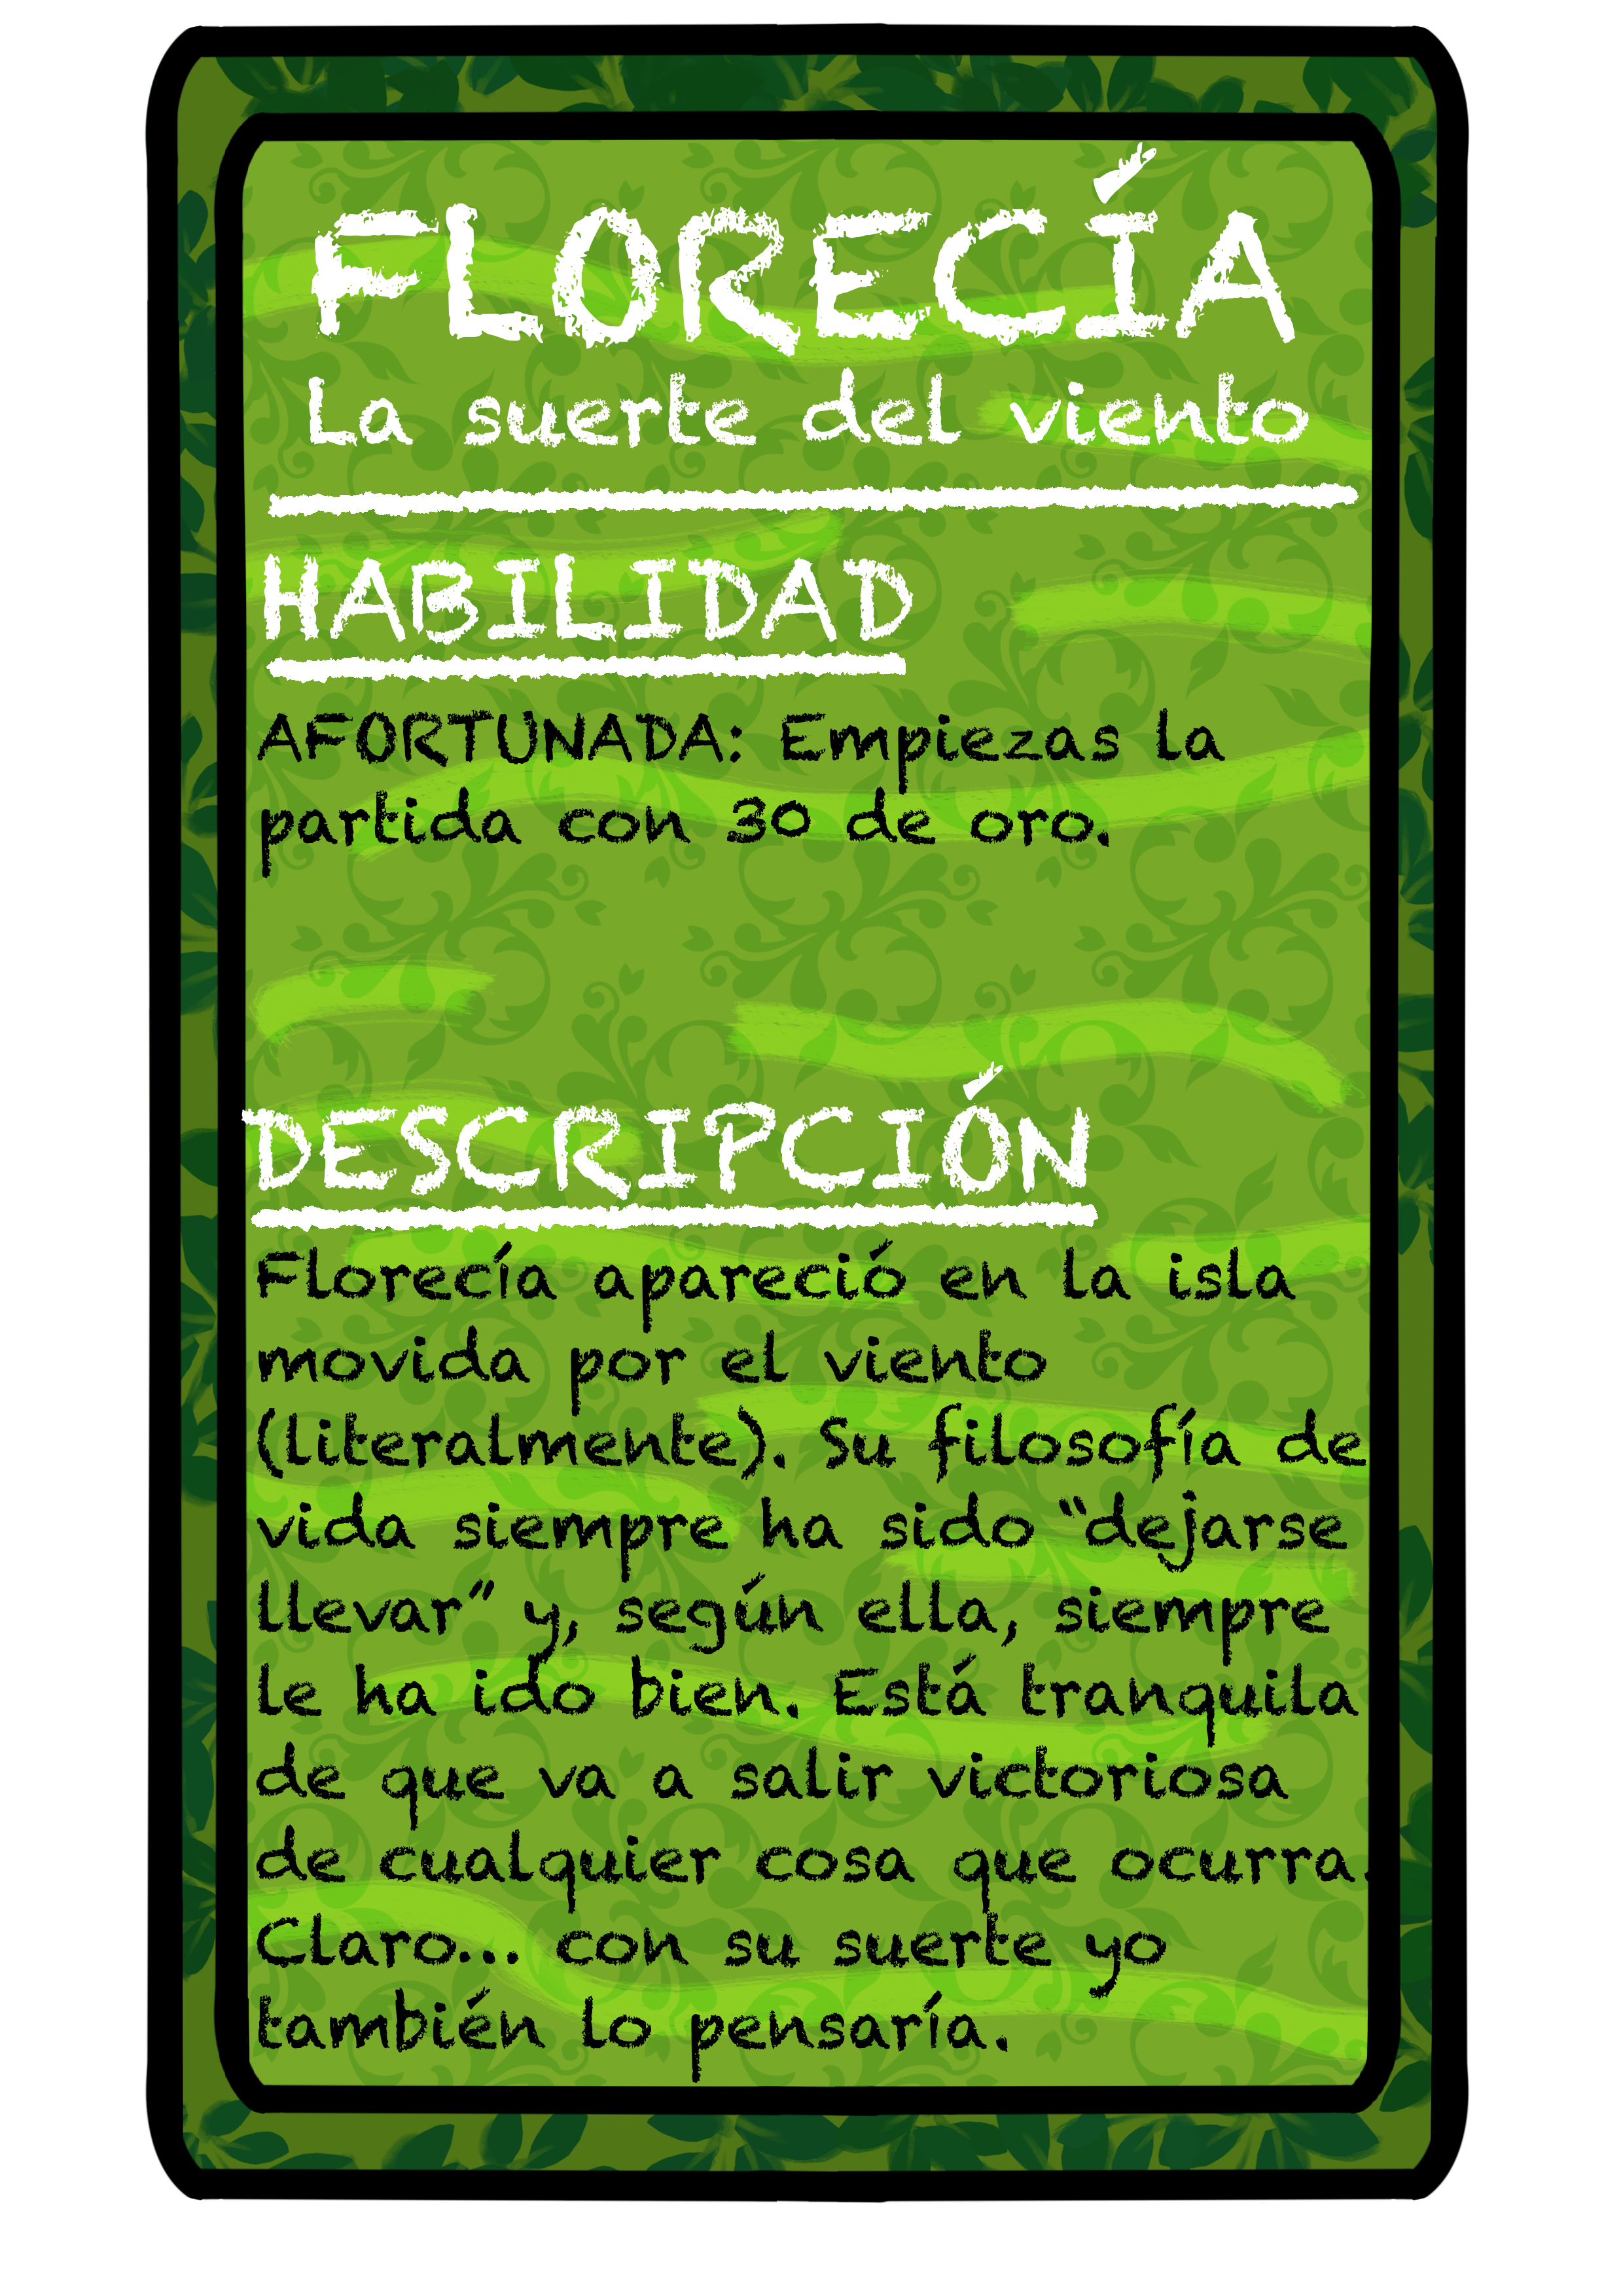 FLORECÍA
La suerte del viento
HABILIDAD
AFORTUNADA: Empiezas la
partida con 30 de oro.
DESCRIPCIÓN
Florecía apareció en la isla
movida por el viento
(literalmente). Su filosofía de
vida siempre ha sido “dejarse
llevar” y, según ella, siempre
le ha ido bien. Está tranquila
de que va a salir victoriosa
de cualquier cosa que ocurra.
Claro... con su suerte yo
también lo pensaría.